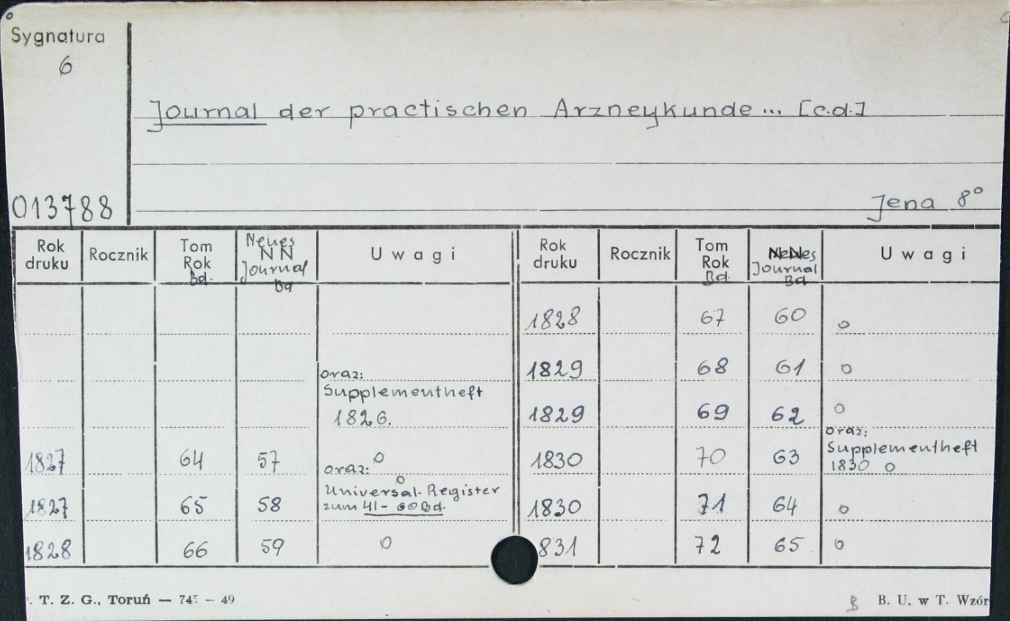 Sygnatura
6
Journal der practischen Arzneykunde... [c.d.]
013788
Jena 8°
Rok druku Rocznik Tom Rok Bd. Neues NN Journal Bd Uwagi
oraz:
Supplementheft
1826.
1827 64 57 o
oraz: o
Universal-Register
1827 65 58 zum 41-60 Bd.
1828 66 59 o
Rok druku Rocznik Tom Rok Bd. Neues Journal Bd Uwagi
1828 67 60 o
1829 68 61 o
1829 69 62 o
oraz:
Supplementheft
1830 70 63 1830 o
1830 71 64 o
831 72 65 o
. T. Z. G., Toruń — 74 — 49
B. U. w T. Wzór